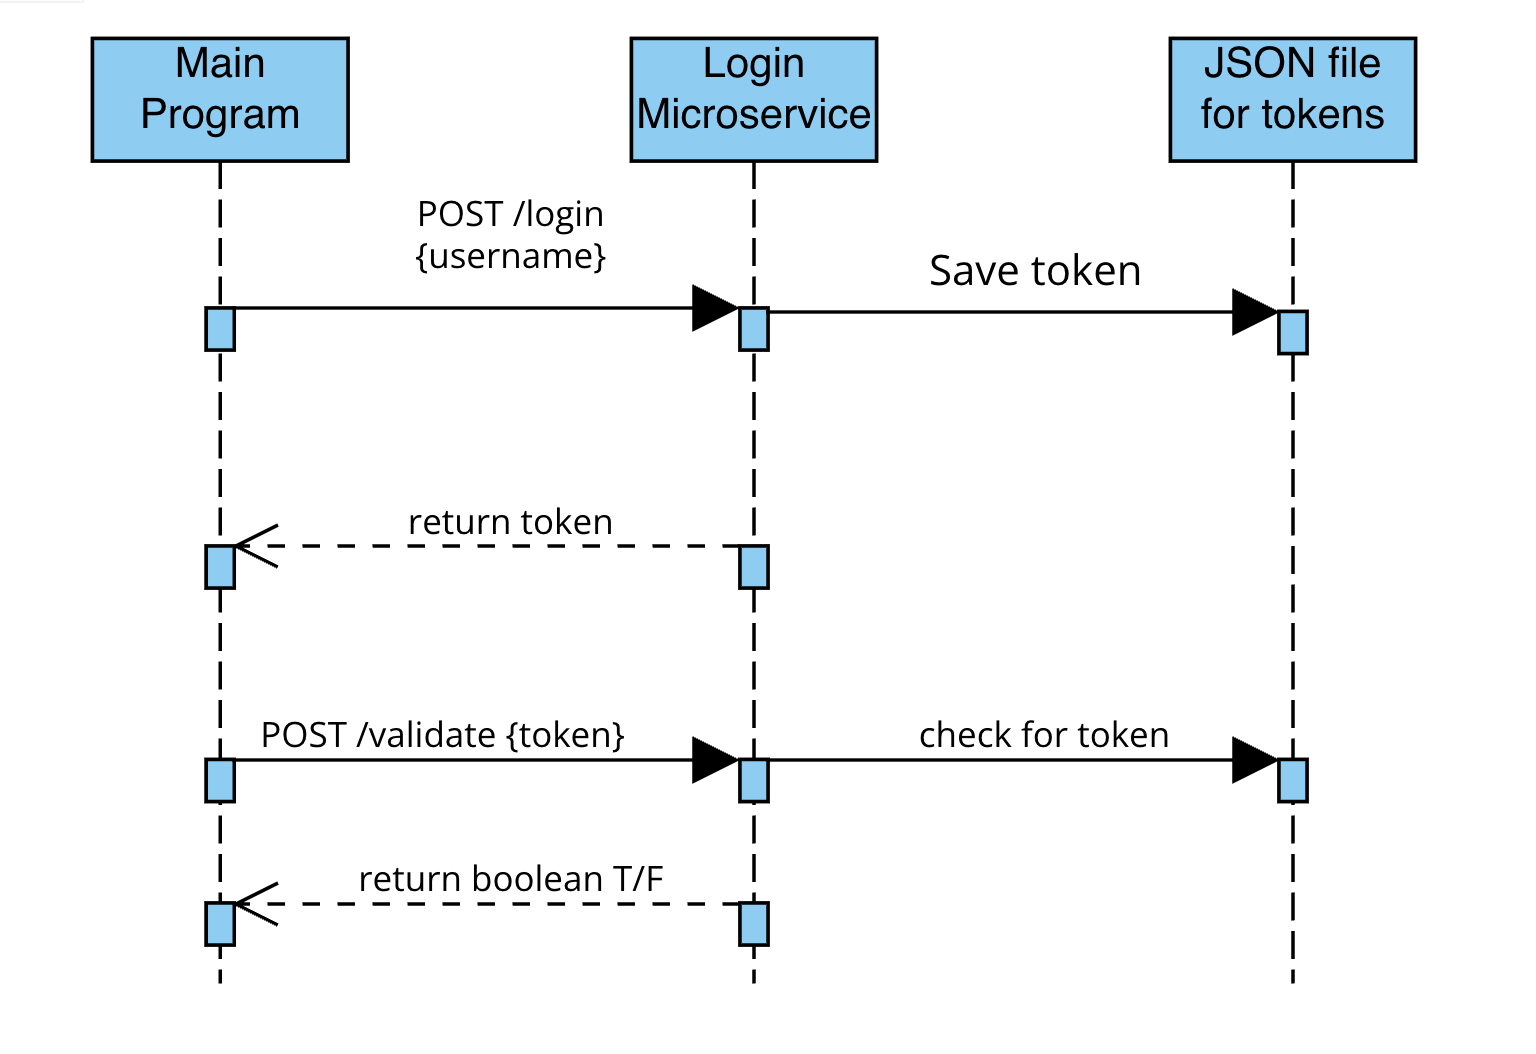 Main
Program
Login
Microservice
JSON file
for tokens
POST /login
{username}
Save token
return token
POST /validate {token}
check for token
return boolean T/F